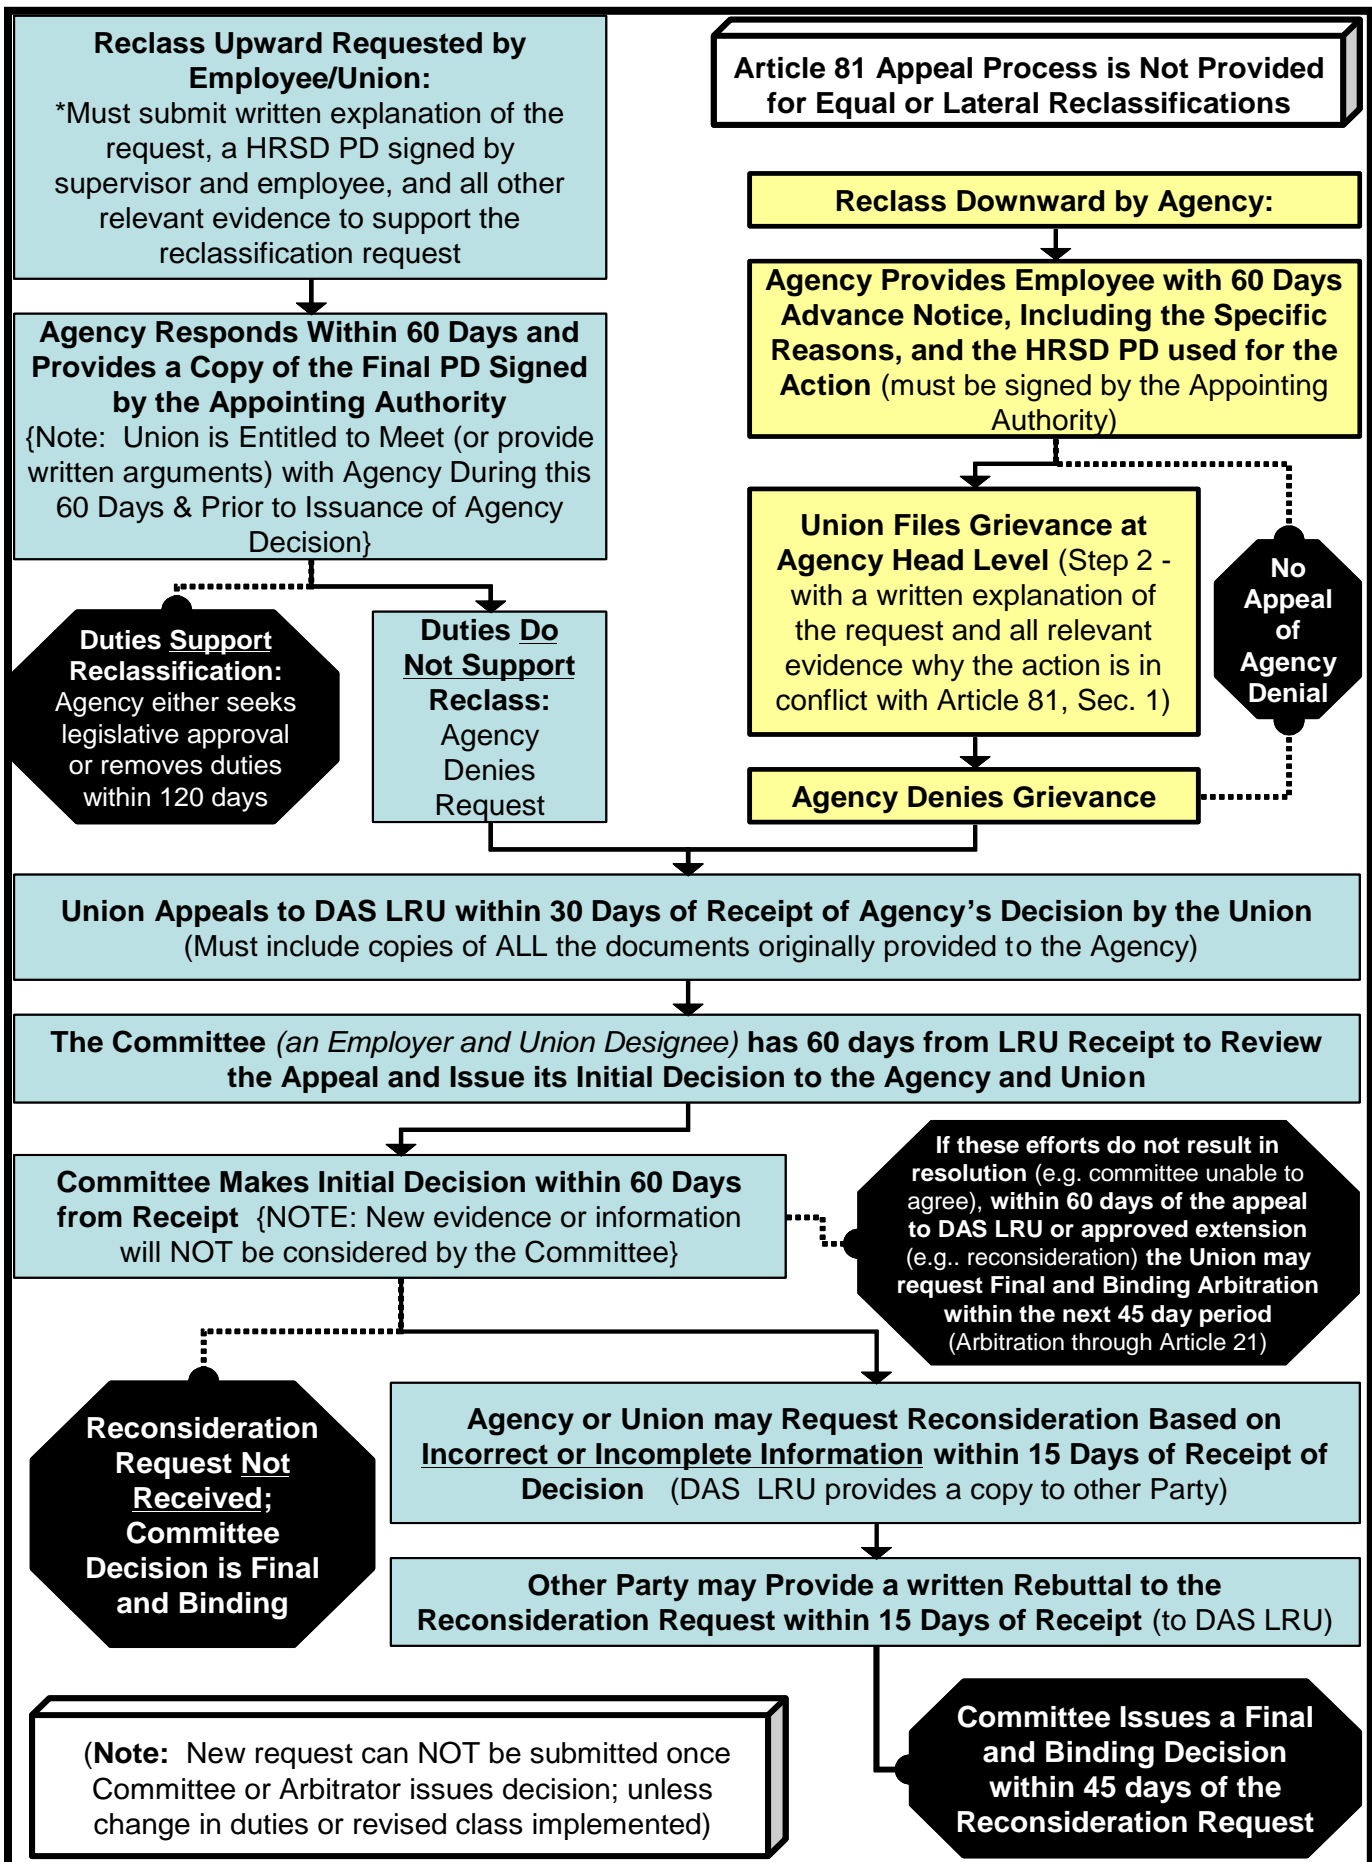 Reclass Upward Requested by
Employee/Union:
*Must submit written explanation of the
request, a HRSD PD signed by
supervisor and employee, and all other
relevant evidence to support the
reclassification request
Article 81 Appeal Process is Not Provided
for Equal or Lateral Reclassifications
Reclass Downward by Agency:
Agency Provides Employee with 60 Days
Advance Notice, Including the Specific
Reasons, and the HRSD PD used for the
Action (must be signed by the Appointing
Authority)
Agency Responds Within 60 Days and
Provides a Copy of the Final PD Signed
by the Appointing Authority
{Note: Union is Entitled to Meet (or provide
written arguments) with Agency During this
60 Days & Prior to Issuance of Agency
Decision}
Union Files Grievance at
Agency Head Level (Step 2 -
with a written explanation of
the request and all relevant
evidence why the action is in
conflict with Article 81, Sec. 1)
No
Appeal
of
Agency
Denial
Duties Support
Reclassification:
Agency either seeks
legislative approval
or removes duties
within 120 days
Duties Do
Not Support
Reclass:
Agency
Denies
Request
Agency Denies Grievance
Union Appeals to DAS LRU within 30 Days of Receipt of Agency’s Decision by the Union
(Must include copies of ALL the documents originally provided to the Agency)
The Committee (an Employer and Union Designee) has 60 days from LRU Receipt to Review
the Appeal and Issue its Initial Decision to the Agency and Union
Committee Makes Initial Decision within 60 Days
from Receipt {NOTE: New evidence or information
will NOT be considered by the Committee}
If these efforts do not result in
resolution (e.g. committee unable to
agree), within 60 days of the appeal
to DAS LRU or approved extension
(e.g.. reconsideration) the Union may
request Final and Binding Arbitration
within the next 45 day period
(Arbitration through Article 21)
Reconsideration
Request Not
Received;
Committee
Decision is Final
and Binding
Agency or Union may Request Reconsideration Based on
Incorrect or Incomplete Information within 15 Days of Receipt of
Decision (DAS LRU provides a copy to other Party)
Other Party may Provide a written Rebuttal to the
Reconsideration Request within 15 Days of Receipt (to DAS LRU)
(Note: New request can NOT be submitted once
Committee or Arbitrator issues decision; unless
change in duties or revised class implemented)
Committee Issues a Final
and Binding Decision
within 45 days of the
Reconsideration Request